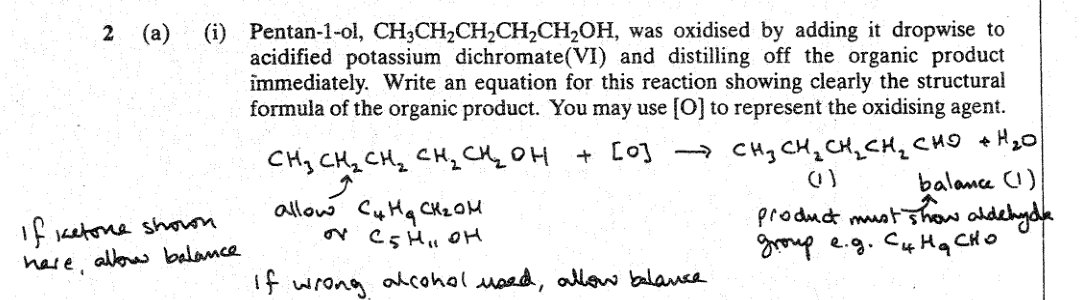 2 (a) (i) Pentan-1-ol, CH₃CH₂CH₂CH₂CH₂OH, was oxidised by adding it dropwise to
acidified potassium dichromate(VI) and distilling off the organic product
immediately. Write an equation for this reaction showing clearly the structural
formula of the organic product. You may use [O] to represent the oxidising agent.
CH₃CH₂CH₂CH₂CH₂OH + [O] → CH₃CH₂CH₂CH₂CHO + H₂O
(1) balance (1)
allow C₄H₉CH₂OH
or C₅H₁₁OH
product must show aldehyde
group e.g. C₄H₉CHO
If ketone shown
here, allow balance
If wrong alcohol used, allow balance